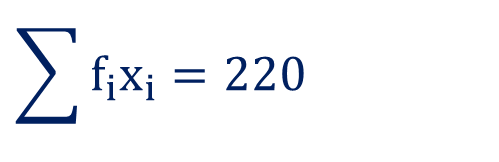 ∑ fᵢxᵢ = 220